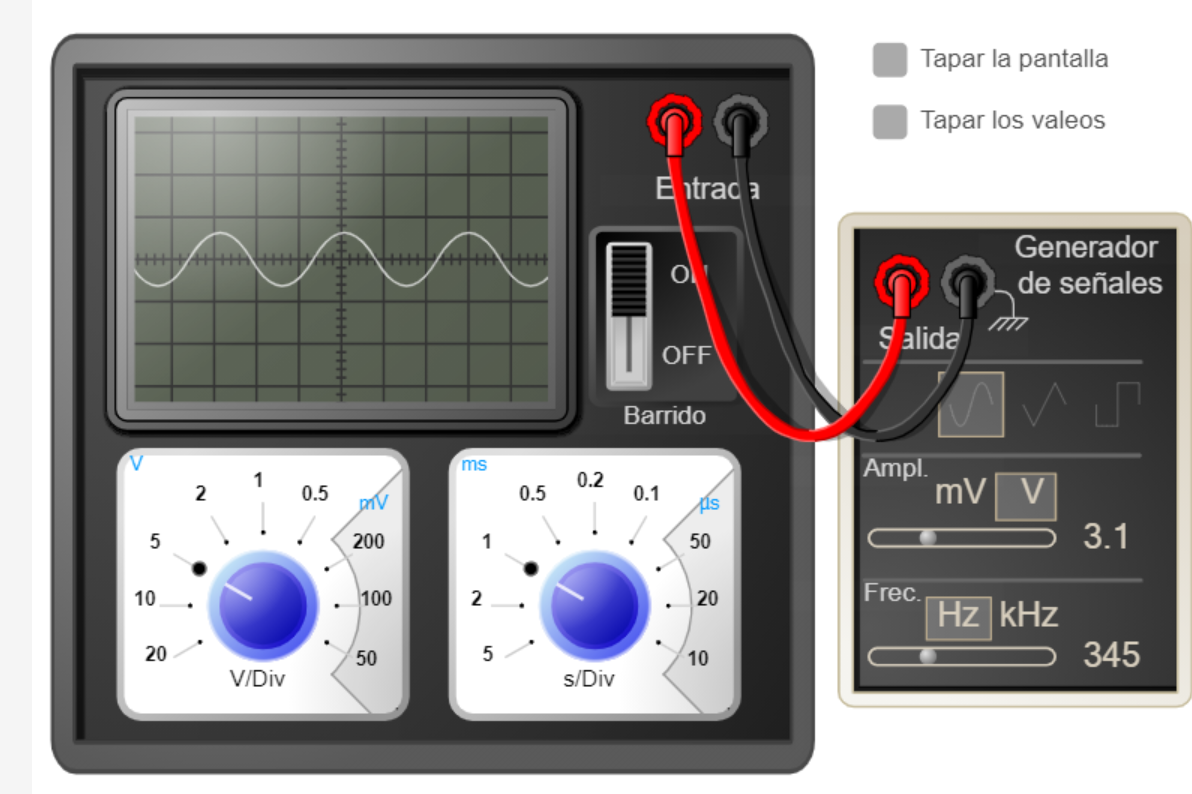 Tapar la pantalla
Tapar los valeos
Entrada
ON
OFF
Barrido
Generador
de señales
Salida
Ampl.
mV V
3.1
Frec.
Hz kHz
345
V
mV
20
10
5
2
1
0.5
200
100
50
V/Div
ms
µs
5
2
1
0.5
0.2
0.1
50
20
10
s/Div